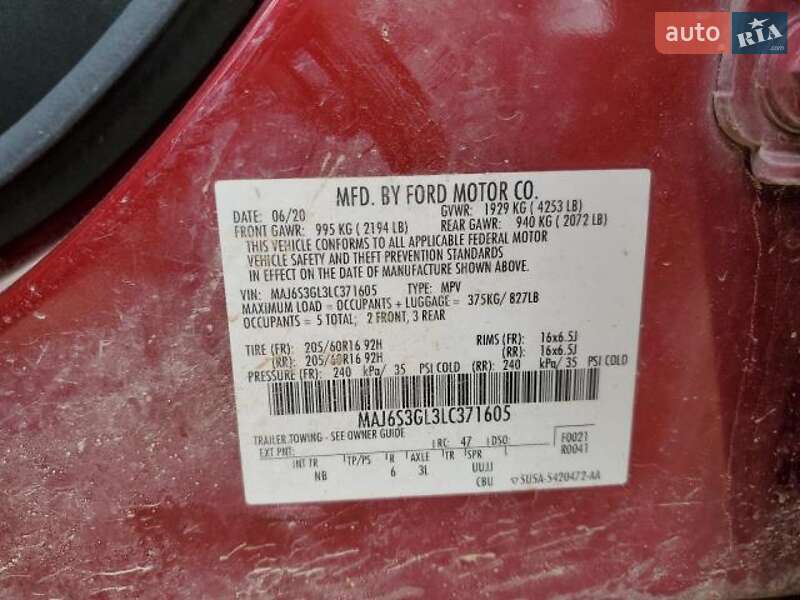 auto RIA
MFD. BY FORD MOTOR CO.
DATE: 06/20 GVWR: 1929 KG ( 4253 LB)
FRONT GAWR: 995 KG ( 2194 LB) REAR GAWR: 940 KG ( 2072 LB)
THIS VEHICLE CONFORMS TO ALL APPLICABLE FEDERAL MOTOR
VEHICLE SAFETY AND THEFT PREVENTION STANDARDS
IN EFFECT ON THE DATE OF MANUFACTURE SHOWN ABOVE.
VIN: MAJ6S3GL3LC371605 TYPE: MPV
MAXIMUM LOAD = OCCUPANTS + LUGGAGE = 375KG/ 827LB
OCCUPANTS = 5 TOTAL; 2 FRONT, 3 REAR
TIRE (FR): 205/60R16 92H RIMS (FR): 16x6.5J
(RR): 205/60R16 92H (RR): 16x6.5J
PRESSURE (FR): 240 kPa/ 35 PSI COLD (RR): 240 kPa/ 35 PSI COLD
MAJ6S3GL3LC371605
TRAILER TOWING - SEE OWNER GUIDE
EXT PNT: RC: 47 DSO: F0021
R0041
INT TR TP/PS R AXLE TR SPR
NB 6 3L UUJJ
CBU 5U5A-5420472-AA